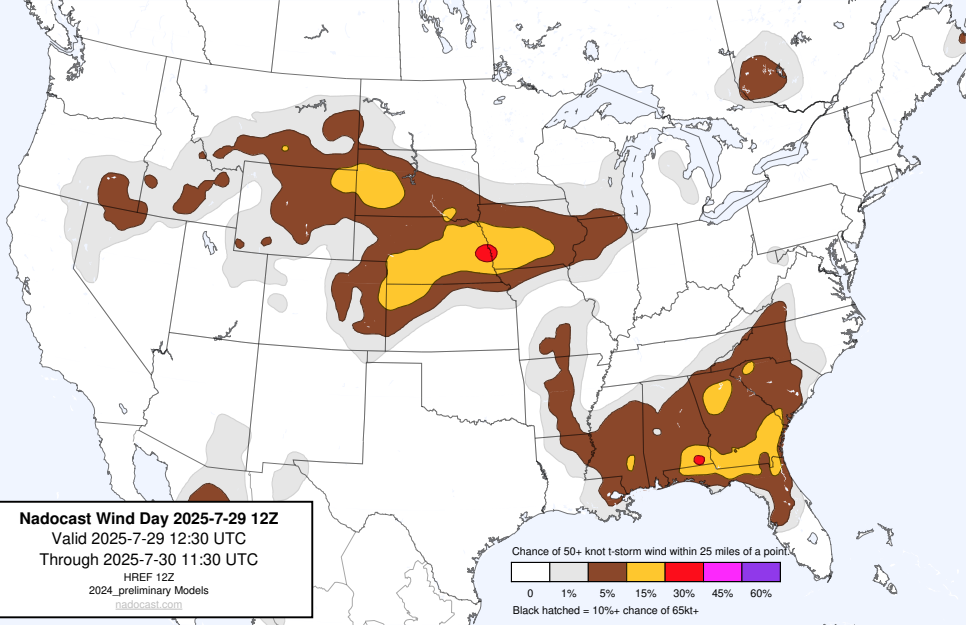 Nadocast Wind Day 2025-7-29 12Z
Valid 2025-7-29 12:30 UTC
Through 2025-7-30 11:30 UTC
HREF 12Z
2024_preliminary Models
nadocast.com
Chance of 50+ knot t-storm wind within 25 miles of a point.
0 1% 5% 15% 30% 45% 60%
Black hatched = 10%+ chance of 65kt+